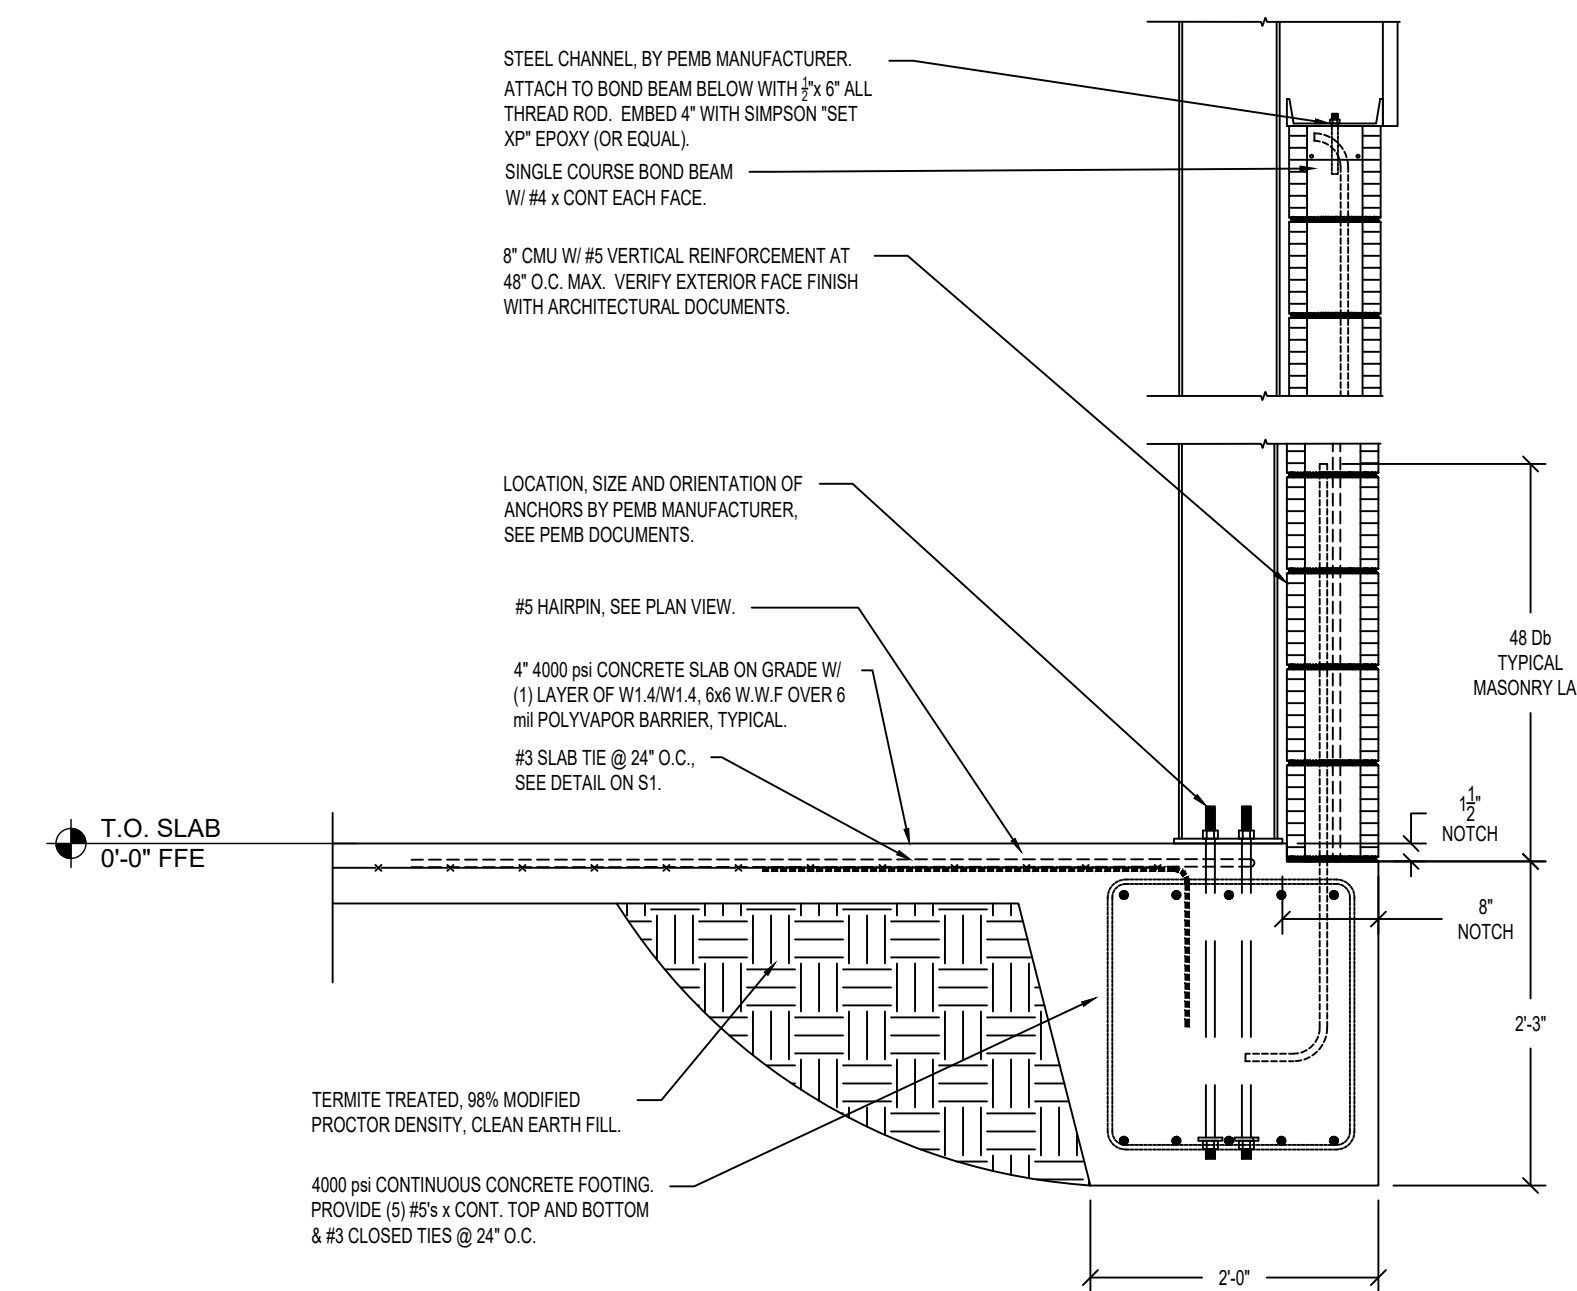 STEEL CHANNEL, BY PEMB MANUFACTURER.
ATTACH TO BOND BEAM BELOW WITH 1/2"x 6" ALL
THREAD ROD. EMBED 4" WITH SIMPSON "SET
XP" EPOXY (OR EQUAL).
SINGLE COURSE BOND BEAM
W/ #4 x CONT EACH FACE.
8" CMU W/ #5 VERTICAL REINFORCEMENT AT
48" O.C. MAX. VERIFY EXTERIOR FACE FINISH
WITH ARCHITECTURAL DOCUMENTS.
LOCATION, SIZE AND ORIENTATION OF
ANCHORS BY PEMB MANUFACTURER,
SEE PEMB DOCUMENTS.
#5 HAIRPIN, SEE PLAN VIEW.
4" 4000 psi CONCRETE SLAB ON GRADE W/
(1) LAYER OF W1.4/W1.4, 6x6 W.W.F OVER 6
mil POLYVAPOR BARRIER, TYPICAL.
#3 SLAB TIE @ 24" O.C.,
SEE DETAIL ON S1.
T.O. SLAB
0'-0" FFE
TERMITE TREATED, 98% MODIFIED
PROCTOR DENSITY, CLEAN EARTH FILL.
4000 psi CONTINUOUS CONCRETE FOOTING.
PROVIDE (5) #5's x CONT. TOP AND BOTTOM
& #3 CLOSED TIES @ 24" O.C.
48 Db
TYPICAL
MASONRY LA
1 1/2"
NOTCH
8"
NOTCH
2'-3"
2'-0"